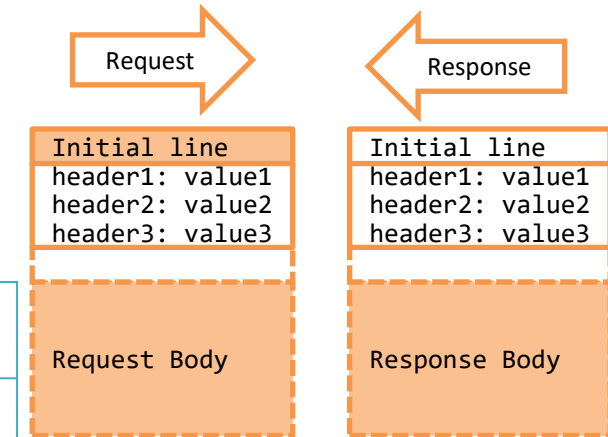 Request
Response
Initial line
header1: value1
header2: value2
header3: value3
Request Body
Initial line
header1: value1
header2: value2
header3: value3
Response Body